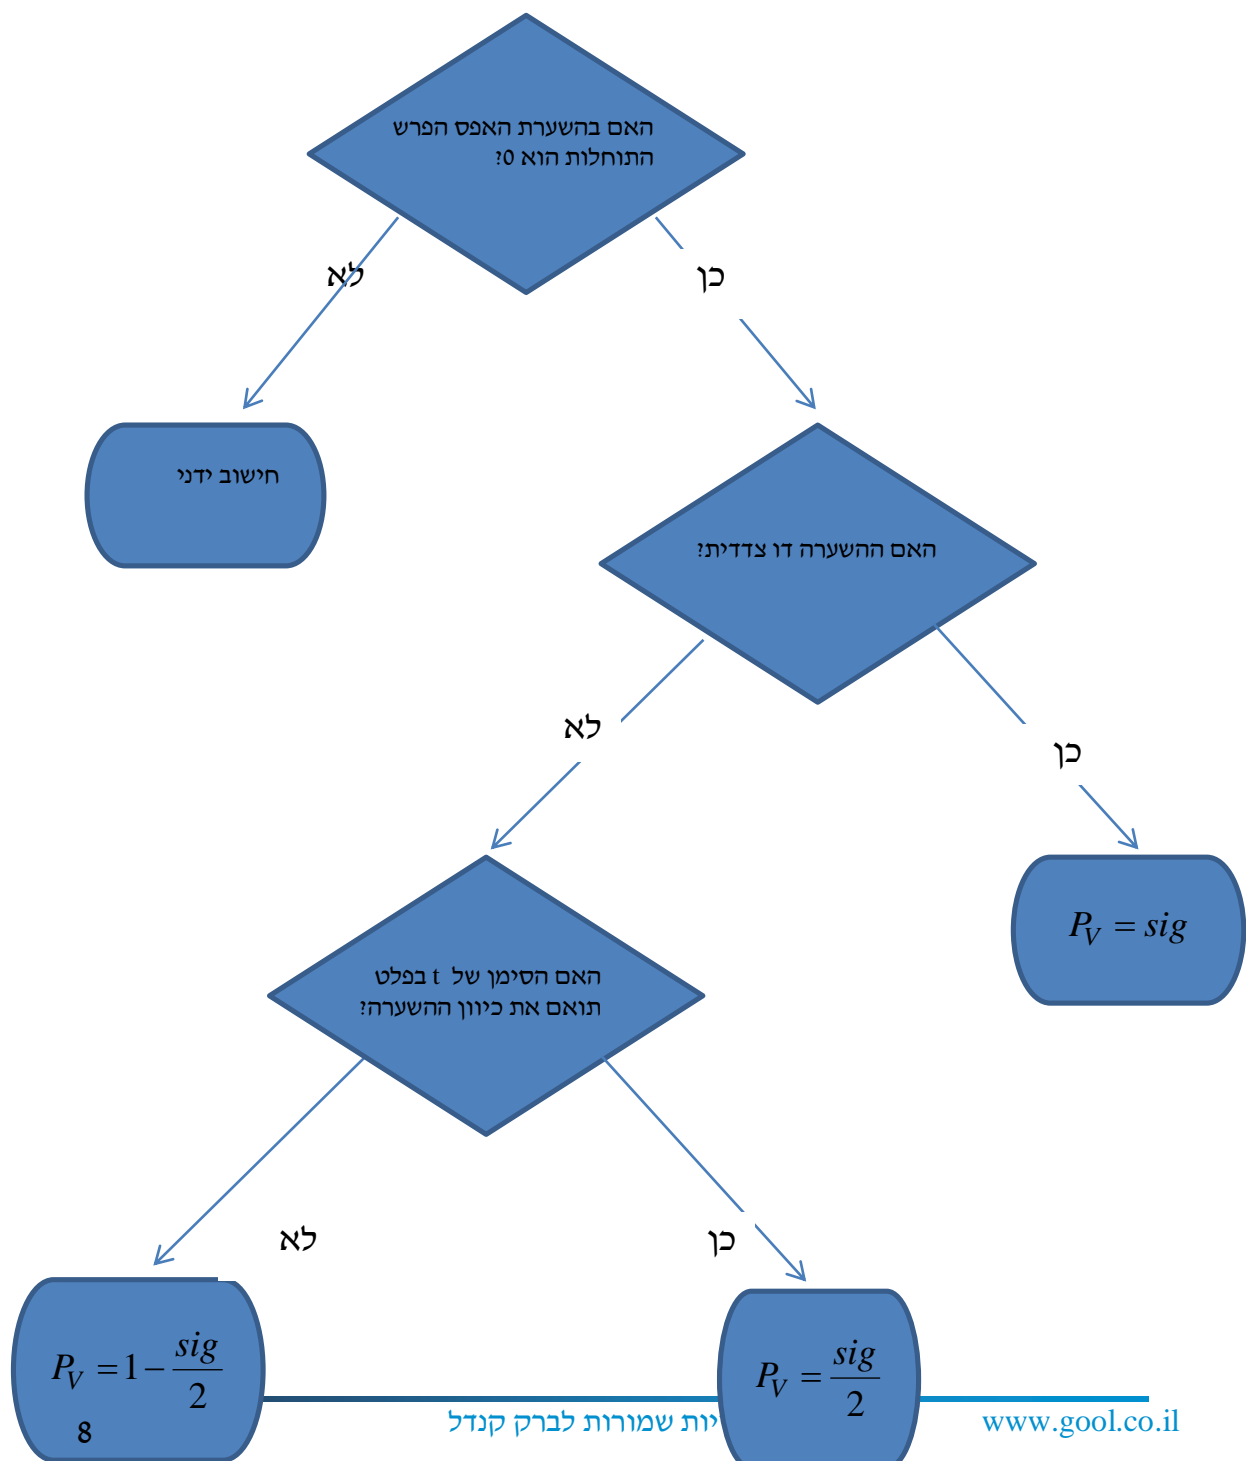 האם בהשערת האפס הפרש
התוחלות הוא 0?
לא
כן
חישוב ידני
האם ההשערה דו צדדית?
לא
כן
P_V = sig
האם הסימן של t בפלט
תואם את כיוון ההשערה?
לא
כן
P_V = 1 - sig/2
P_V = sig/2
8
יות שמורות לברק קנדל
www.gool.co.il